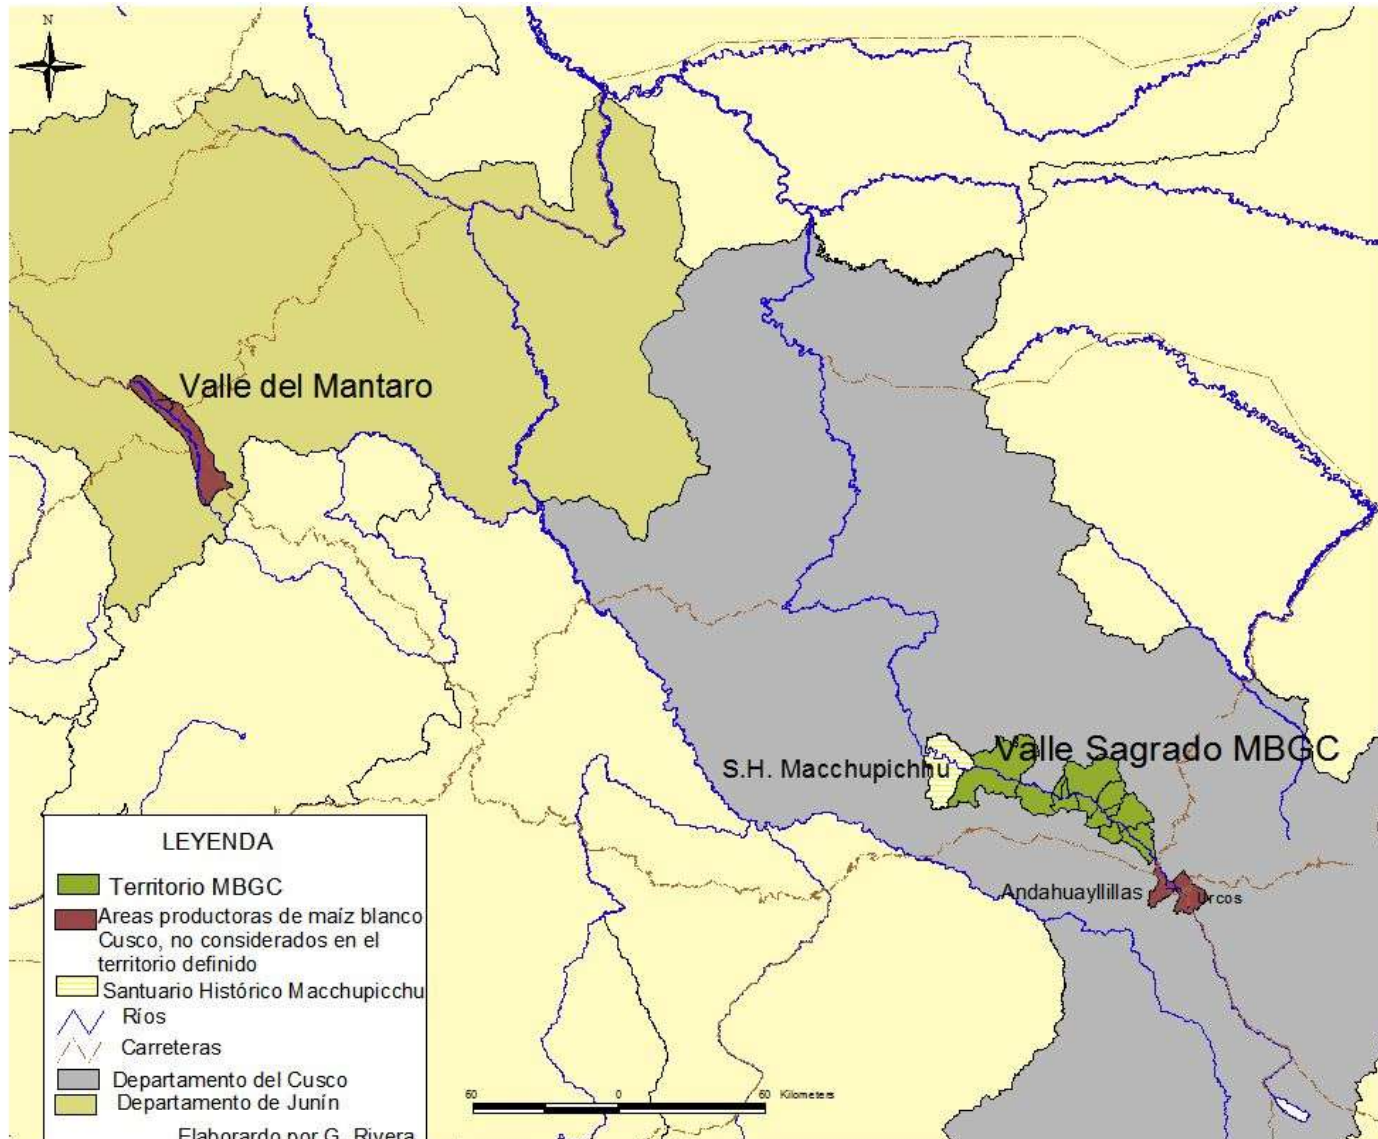 N
Valle del Mantaro
Valle Sagrado MBGC
S.H. Macchupichhu
Andahuayllillas
Urcos
LEYENDA
Territorio MBGC
Areas productoras de maíz blanco
Cusco, no considerados en el
territorio definido
Santuario Histórico Macchupicchu
Ríos
Carreteras
Departamento del Cusco
Departamento de Junín
Elaborardo por G. Rivera
60 0 60 Kilometers